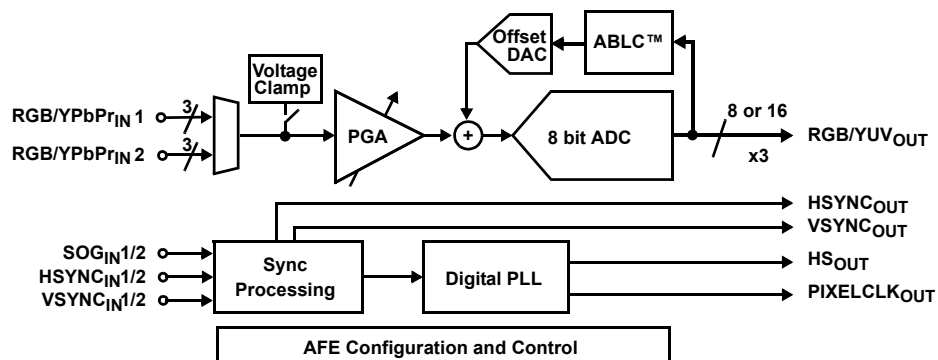 Offset
DAC
ABLC™
Voltage
Clamp
RGB/YPbPrIN 1
3
PGA
+
8 bit ADC
8 or 16
x3
RGB/YUVOUT
RGB/YPbPrIN 2
3
HSYNCOUT
VSYNCOUT
SOGIN1/2
HSYNCIN1/2
VSYNCIN1/2
Sync
Processing
Digital PLL
HSOUT
PIXELCLKOUT
AFE Configuration and Control